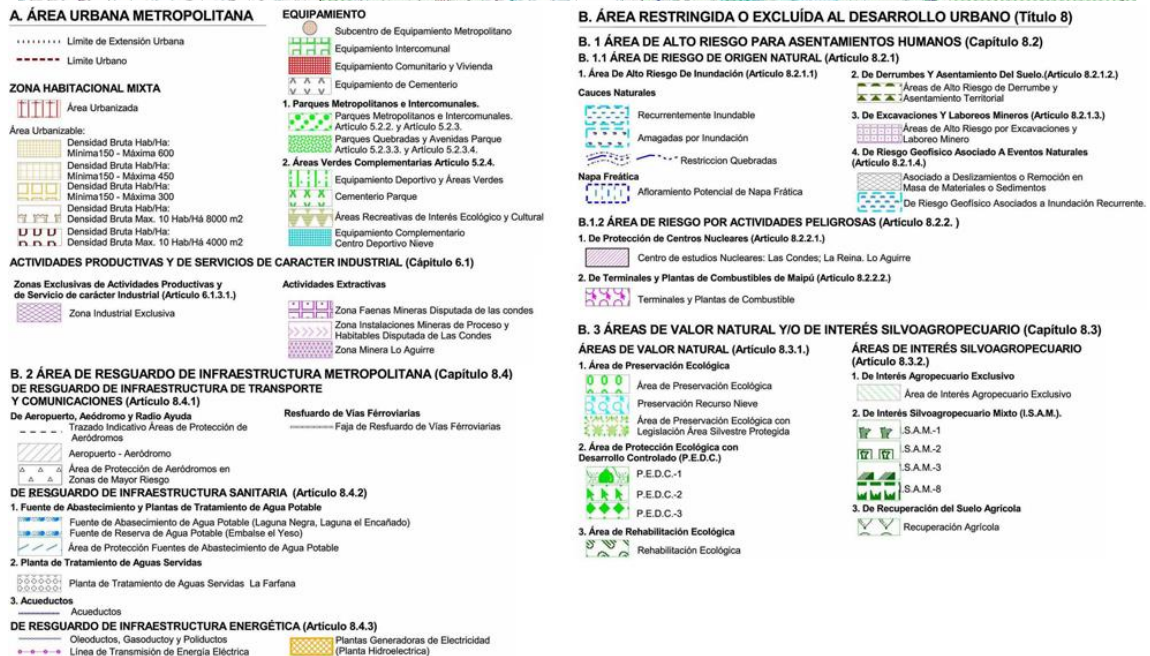 A. ÁREA URBANA METROPOLITANA
Límite de Extensión Urbana
Limite Urbano
ZONA HABITACIONAL MIXTA
Área Urbanizada
Área Urbanizable:
Densidad Bruta Hab/Ha:
Mínima150 - Máxima 600
Densidad Bruta Hab/Ha:
Mínima150 - Máxima 450
Densidad Bruta Hab/Ha:
Mínima150 - Máxima 300
Densidad Bruta Hab/Ha:
Densidad Bruta Max. 10 Hab/Há 8000 m2
Densidad Bruta Hab/Ha:
Densidad Bruta Max. 10 Hab/Há 4000 m2
EQUIPAMIENTO
Subcentro de Equipamiento Metropolitano
Equipamiento Intercomunal
Equipamiento Comunitario y Vivienda
Equipamiento de Cementerio
1. Parques Metropolitanos e Intercomunales.
Parques Metropolitanos e Intercomunales.
Artículo 5.2.2. y Artículo 5.2.3.
Parques Quebradas y Avenidas Parque
Artículo 5.2.3.3. y Artículo 5.2.3.4.
2. Áreas Verdes Complementarias Artículo 5.2.4.
Equipamiento Deportivo y Áreas Verdes
Cementerio Parque
Áreas Recreativas de Interés Ecológico y Cultural
Equipamiento Complementario
Centro Deportivo Nieve
ACTIVIDADES PRODUCTIVAS Y DE SERVICIOS DE CARACTER INDUSTRIAL (Cápitulo 6.1)
Zonas Exclusivas de Actividades Productivas y
de Servicio de carácter Industrial (Artículo 6.1.3.1.)
Zona Industrial Exclusiva
Actividades Extractivas
Zona Faenas Mineras Disputada de las condes
Zona Instalaciones Mineras de Proceso y
Habitables Disputada de Las Condes
Zona Minera Lo Aguirre
B. 2 ÁREA DE RESGUARDO DE INFRAESTRUCTURA METROPOLITANA (Capítulo 8.4)
DE RESGUARDO DE INFRAESTRUCTURA DE TRANSPORTE
Y COMUNICACIONES (Artículo 8.4.1)
De Aeropuerto, Aeódromo y Radio Ayuda
Trazado Indicativo Áreas de Protección de
Aeródromos
Aeropuerto - Aeródromo
Área de Protección de Aeródromos en
Zonas de Mayor Riesgo
Resfuardo de Vías Férroviarias
Faja de Resfuardo de Vías Férroviarias
DE RESGUARDO DE INFRAESTRUCTURA SANITARIA (Artículo 8.4.2)
1. Fuente de Abastecimiento y Plantas de Tratamiento de Agua Potable
Fuente de Abasecimiento de Agua Potable (Laguna Negra, Laguna el Encañado)
Fuente de Reserva de Agua Potable (Embalse el Yeso)
Área de Protección Fuentes de Abastecimiento de Agua Potable
2. Planta de Tratamiento de Aguas Servidas
Planta de Tratamiento de Aguas Servidas La Farfana
3. Acueductos
Acueductos
DE RESGUARDO DE INFRAESTRUCTURA ENERGÉTICA (Artículo 8.4.3)
Oleoductos, Gasoductoy y Poliductos
Línea de Transmisión de Energía Eléctrica
Plantas Generadoras de Electricidad
(Planta Hidroelectrica)
B. ÁREA RESTRINGIDA O EXCLUÍDA AL DESARROLLO URBANO (Título 8)
B. 1 ÁREA DE ALTO RIESGO PARA ASENTAMIENTOS HUMANOS (Capítulo 8.2)
B. 1.1 ÁREA DE RIESGO DE ORIGEN NATURAL (Artículo 8.2.1)
1. Área De Alto Riesgo De Inundación (Artículo 8.2.1.1)
Cauces Naturales
Recurrentemente Inundable
Amagadas por Inundación
Restriccion Quebradas
Napa Freática
Afloramiento Potencial de Napa Frática
2. De Derrumbes Y Asentamiento Del Suelo.(Artículo 8.2.1.2.)
Áreas de Alto Riesgo de Derrumbe y
Asentamiento Territorial
3. De Excavaciones Y Laboreos Mineros (Artículo 8.2.1.3.)
Áreas de Alto Riesgo por Excavaciones y
Laboreo Minero
4. De Riesgo Geofísico Asociado A Eventos Naturales
(Artículo 8.2.1.4.)
Asociado a Deslizamientos o Remoción en
Masa de Materiales o Sedimentos
De Riesgo Geofísico Asociados a Inundación Recurrente.
B.1.2 ÁREA DE RIESGO POR ACTIVIDADES PELIGROSAS (Artículo 8.2.2. )
1. De Protección de Centros Nucleares (Artículo 8.2.2.1.)
Centro de estudios Nucleares: Las Condes; La Reina. Lo Aguirre
2. De Terminales y Plantas de Combustibles de Maipú (Artículo 8.2.2.2.)
Terminales y Plantas de Combustible
B. 3 ÁREAS DE VALOR NATURAL Y/O DE INTERÉS SILVOAGROPECUARIO (Capítulo 8.3)
ÁREAS DE VALOR NATURAL (Artículo 8.3.1.)
1. Área de Preservación Ecológica
Área de Preservación Ecológica
Preservación Recurso Nieve
Área de Preservación Ecológica con
Legislación Área Silvestre Protegida
2. Área de Protección Ecológica con
Desarrollo Controlado (P.E.D.C.)
P.E.D.C.-1
P.E.D.C.-2
P.E.D.C.-3
3. Área de Rehabilitación Ecológica
Rehabilitación Ecológica
ÁREAS DE INTERÉS SILVOAGROPECUARIO
(Artículo 8.3.2.)
1. De Interés Agropecuario Exclusivo
Área de Interés Agropecuario Exclusivo
2. De Interés Silvoagropecuario Mixto (I.S.A.M.).
I.S.A.M.-1
I.S.A.M.-2
I.S.A.M.-3
I.S.A.M.-8
3. De Recuperación del Suelo Agrícola
Recuperación Agrícola